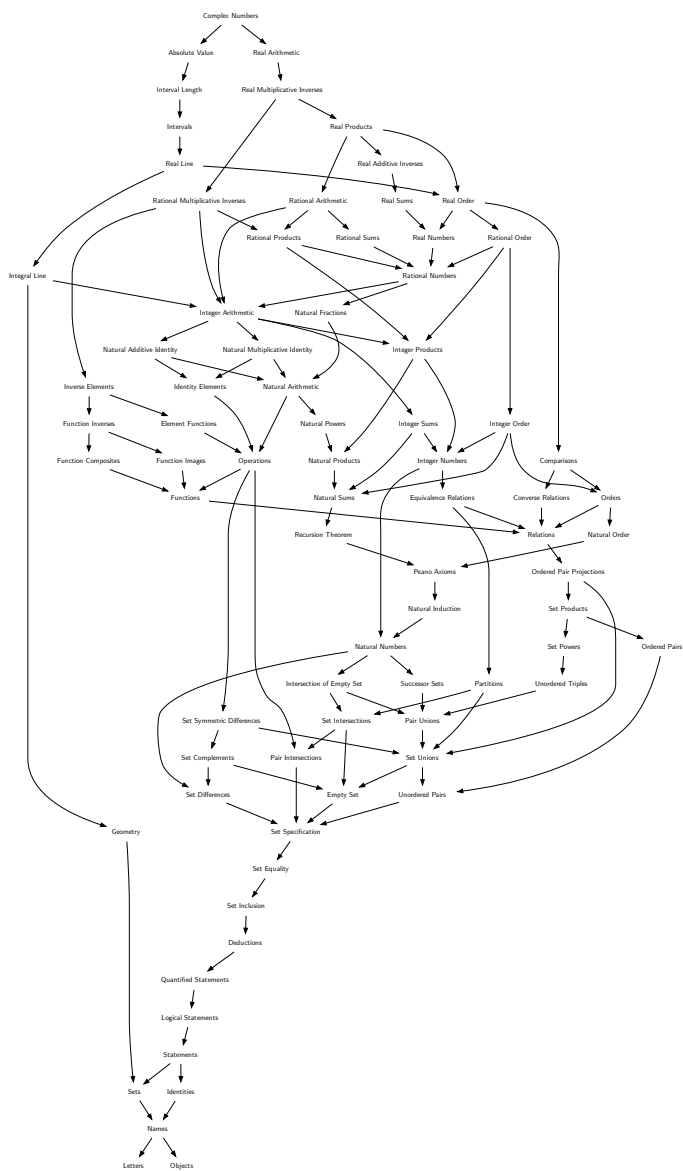 Complex Numbers
Absolute Value
Real Arithmetic
Interval Length
Real Multiplicative Inverses
Intervals
Real Products
Real Line
Real Additive Inverses
Rational Multiplicative Inverses
Rational Arithmetic
Real Sums
Real Order
Rational Products
Rational Sums
Real Numbers
Rational Order
Integral Line
Rational Numbers
Integer Arithmetic
Natural Fractions
Natural Additive Identity
Natural Multiplicative Identity
Integer Products
Inverse Elements
Identity Elements
Natural Arithmetic
Function Inverses
Element Functions
Natural Powers
Integer Sums
Integer Order
Function Composites
Function Images
Operations
Natural Products
Integer Numbers
Comparisons
Functions
Natural Sums
Equivalence Relations
Converse Relations
Orders
Recursion Theorem
Relations
Natural Order
Peano Axioms
Ordered Pair Projections
Natural Induction
Set Products
Natural Numbers
Set Powers
Ordered Pairs
Intersection of Empty Set
Successor Sets
Partitions
Unordered Triples
Set Symmetric Differences
Set Intersections
Pair Unions
Set Complements
Pair Intersections
Set Unions
Set Differences
Empty Set
Unordered Pairs
Geometry
Set Specification
Set Equality
Set Inclusion
Deductions
Quantified Statements
Logical Statements
Statements
Sets
Identities
Names
Letters
Objects